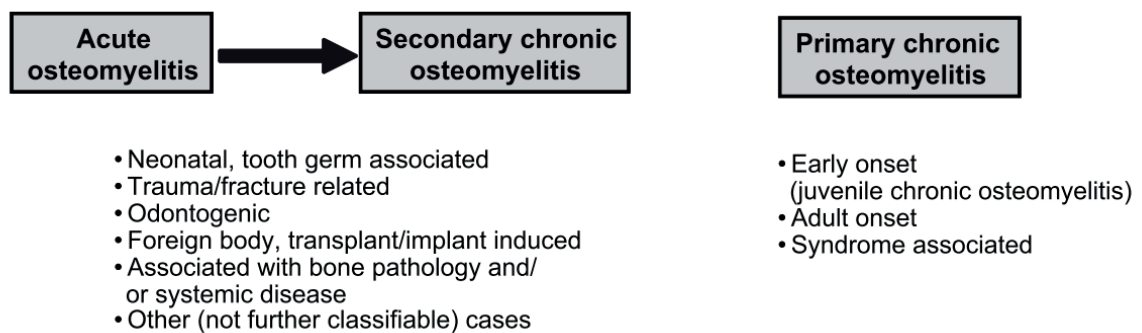 Acute
osteomyelitis
Secondary chronic
osteomyelitis
Primary chronic
osteomyelitis
• Neonatal, tooth germ associated
• Trauma/fracture related
• Odontogenic
• Foreign body, transplant/implant induced
• Associated with bone pathology and/
or systemic disease
• Other (not further classifiable) cases
• Early onset
(juvenile chronic osteomyelitis)
• Adult onset
• Syndrome associated